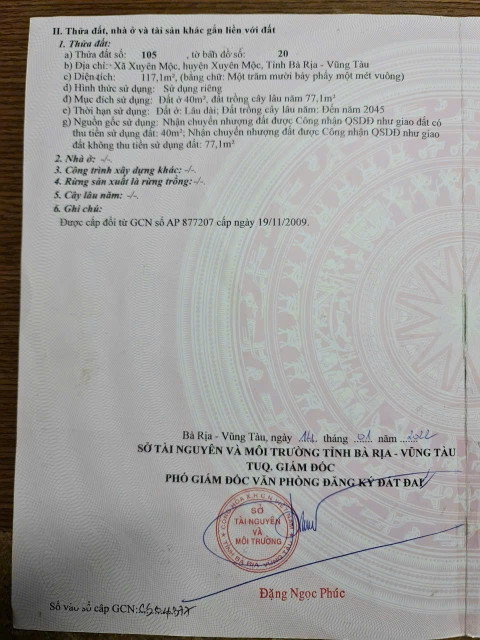 II. Thửa đất, nhà ở và tài sản khác gắn liền với đất
1. Thửa đất:
a) Thửa đất số: 105 , tờ bản đồ số: 20
b) Địa chỉ: Xã Xuyên Mộc, huyện Xuyên Mộc, Tỉnh Bà Rịa - Vũng Tàu
c) Diện tích: 117,1m², (bằng chữ: Một trăm mười bảy phẩy một mét vuông)
d) Hình thức sử dụng: Sử dụng riêng
đ) Mục đích sử dụng: Đất ở 40m², đất trồng cây lâu năm 77,1m²
e) Thời hạn sử dụng: Đất ở: Lâu dài; Đất trồng cây lâu năm: Đến năm 2045
g) Nguồn gốc sử dụng: Nhận chuyển nhượng đất được Công nhận QSDĐ như giao đất có
thu tiền sử dụng đất: 40m²; Nhận chuyển nhượng đất được Công nhận QSDĐ như giao
đất không thu tiền sử dụng đất: 77,1m²
2. Nhà ở: -/-
3. Công trình xây dựng khác: -/-
4. Rừng sản xuất là rừng trồng: -/-
5. Cây lâu năm: -/-
6. Ghi chú:
Được cấp đổi từ GCN số AP 877207 cấp ngày 19/11/2009.
Bà Rịa - Vũng Tàu, ngày 14 tháng 01 năm 2022
SỞ TÀI NGUYÊN VÀ MÔI TRƯỜNG TỈNH BÀ RỊA - VŨNG TÀU
TUQ. GIÁM ĐỐC
PHÓ GIÁM ĐỐC VĂN PHÒNG ĐĂNG KÝ ĐẤT ĐAI
SỞ
TÀI NGUYÊN
VÀ
MÔI TRƯỜNG
Đặng Ngọc Phúc
Số vào sổ cấp GCN: